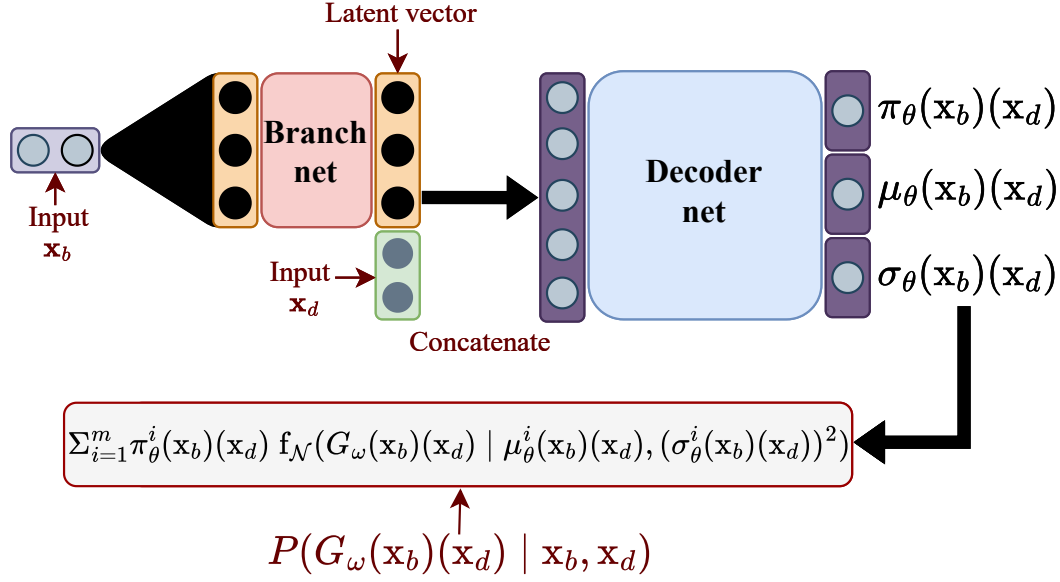 Latent vector
Branch
net
Decoder
net
π_θ(x_b)(x_d)
μ_θ(x_b)(x_d)
σ_θ(x_b)(x_d)
Input
x_b
Input
x_d
Concatenate
Σ_{i=1}^m π_θ^i(x_b)(x_d) f_𝒩(G_ω(x_b)(x_d) | μ_θ^i(x_b)(x_d), (σ_θ^i(x_b)(x_d))^2)
P(G_ω(x_b)(x_d) | x_b, x_d)